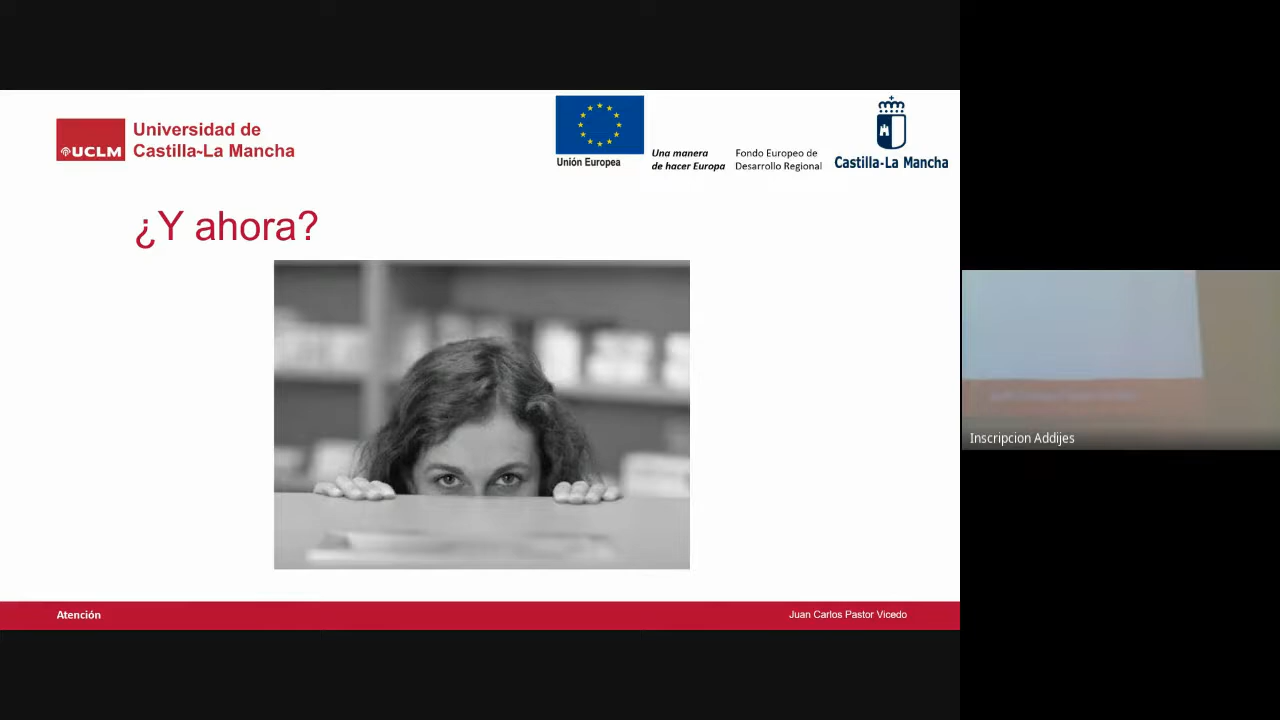 UCLM
Universidad de
Castilla-La Mancha
Unión Europea
Una manera
de hacer Europa
Fondo Europeo de
Desarrollo Regional
Castilla-La Mancha
¿Y ahora?
Inscripcion Addijes
Atención
Juan Carlos Pastor Vicedo